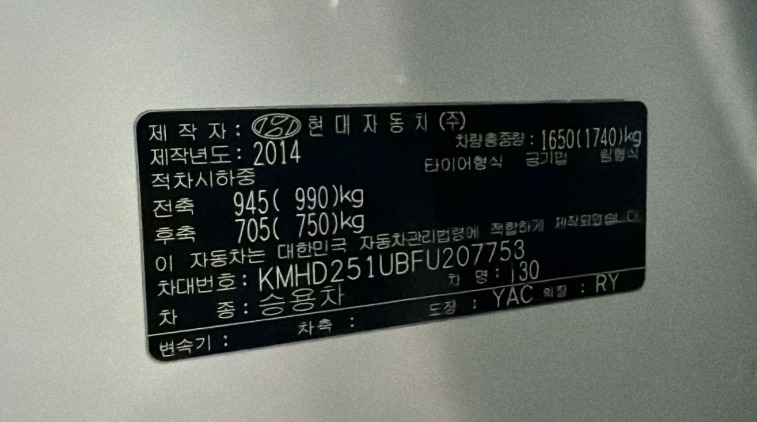 제 작 자 : 현 대 자 동 차 (주)
제작년도 : 2014 차량총중량 : 1650(1740)kg
적차시하중 타이어형식 공기압 림형식
전축 945( 990)kg
후축 705( 750)kg
이 자동차는 대한민국 자동차관리법령에 적합하게 제작되었습니다.
차대번호 : KMHD251UBFU207753
차 종 : 승용차 차 명 : i30
변속기 : 차축 : 도장 : YAC 의장 : RY